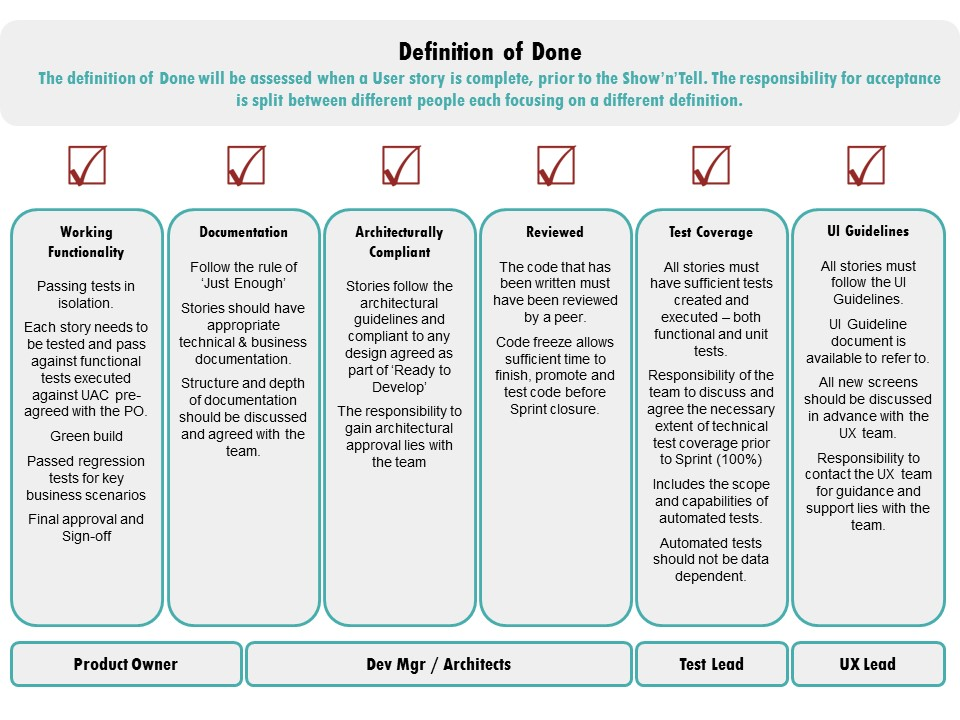 Definition of Done
The definition of Done will be assessed when a User story is complete, prior to the Show'n'Tell. The responsibility for acceptance
is split between different people each focusing on a different definition.
Working
Functionality
Passing tests in
isolation.
Each story needs to
be tested and pass
against functional
tests executed
against UAC pre-
agreed with the PO.
Green build
Passed regression
tests for key
business scenarios
Final approval and
Sign-off
Documentation
Follow the rule of
‘Just Enough’
Stories should have
appropriate
technical & business
documentation.
Structure and depth
of documentation
should be discussed
and agreed with the
team.
Architecturally
Compliant
Stories follow the
architectural
guidelines and
compliant to any
design agreed as
part of ‘Ready to
Develop’
The responsibility to
gain architectural
approval lies with
the team
Reviewed
The code that has
been written must
have been reviewed
by a peer.
Code freeze allows
sufficient time to
finish, promote and
test code before
Sprint closure.
Test Coverage
All stories must
have sufficient tests
created and
executed – both
functional and unit
tests.
Responsibility of the
team to discuss and
agree the necessary
extent of technical
test coverage prior
to Sprint (100%)
Includes the scope
and capabilities of
automated tests.
Automated tests
should not be data
dependent.
UI Guidelines
All stories must
follow the UI
Guidelines.
UI Guideline
document is
available to refer to.
All new screens
should be discussed
in advance with the
UX team.
Responsibility to
contact the UX team
for guidance and
support lies with the
team.
Product Owner
Dev Mgr / Architects
Test Lead
UX Lead